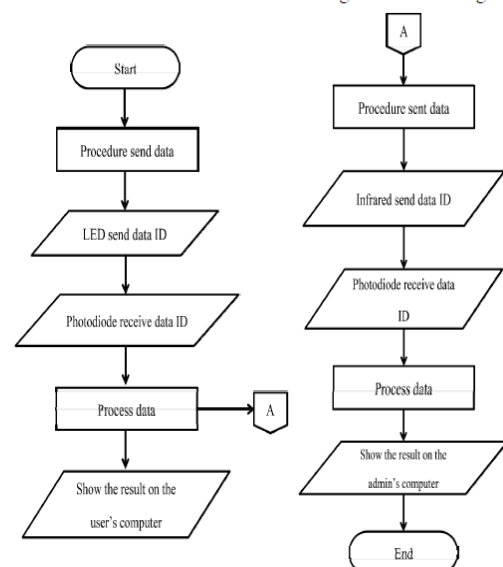 Start
Procedure send data
LED send data ID
Photodiode receive data ID
Process data
A
Show the result on the
user's computer
A
Procedure sent data
Infrared send data ID
Photodiode receive data
ID
Process data
Show the result on the
admin's computer
End